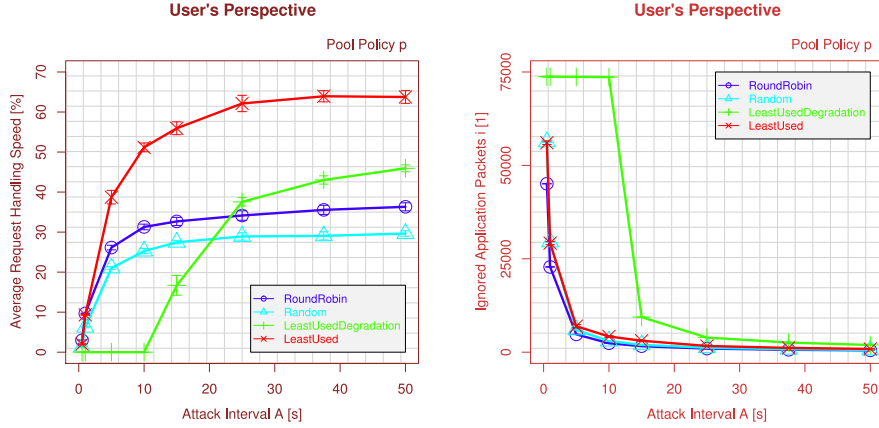 User's Perspective
Pool Policy p
Average Request Handling Speed [%]
70
60
50
40
30
20
10
0
RoundRobin
Random
LeastUsedDegradation
LeastUsed
0 10 20 30 40 50
Attack Interval A [s]
User's Perspective
Pool Policy p
Ignored Application Packets i [1]
75000
50000
25000
0
RoundRobin
Random
LeastUsedDegradation
LeastUsed
0 10 20 30 40 50
Attack Interval A [s]